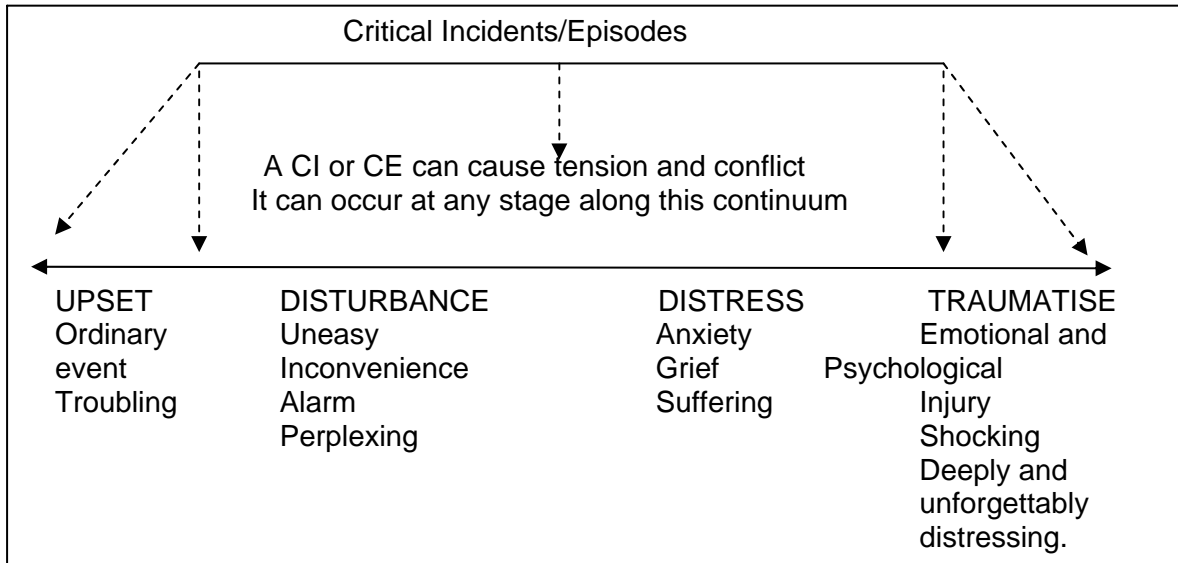 Critical Incidents/Episodes
A CI or CE can cause tension and conflict
It can occur at any stage along this continuum
UPSET
Ordinary
event
Troubling
DISTURBANCE
Uneasy
Inconvenience
Alarm
Perplexing
DISTRESS
Anxiety
Grief
Suffering
TRAUMATISE
Emotional and
Psychological
Injury
Shocking
Deeply and
unforgettably
distressing.